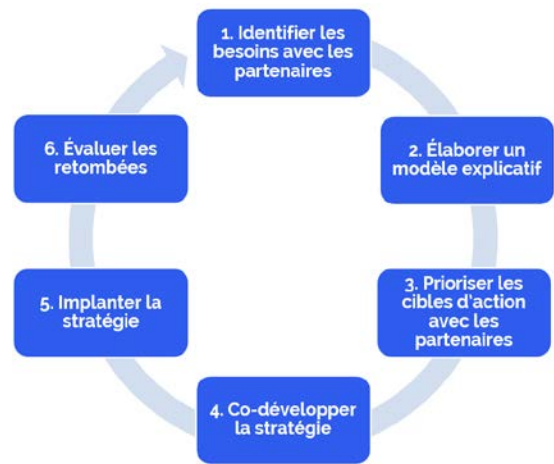 1. Identifier les
besoins avec les
partenaires
2. Élaborer un
modèle explicatif
3. Prioriser les
cibles d'action
avec les
partenaires
4. Co-développer
la stratégie
5. Implanter la
stratégie
6. Évaluer les
retombées